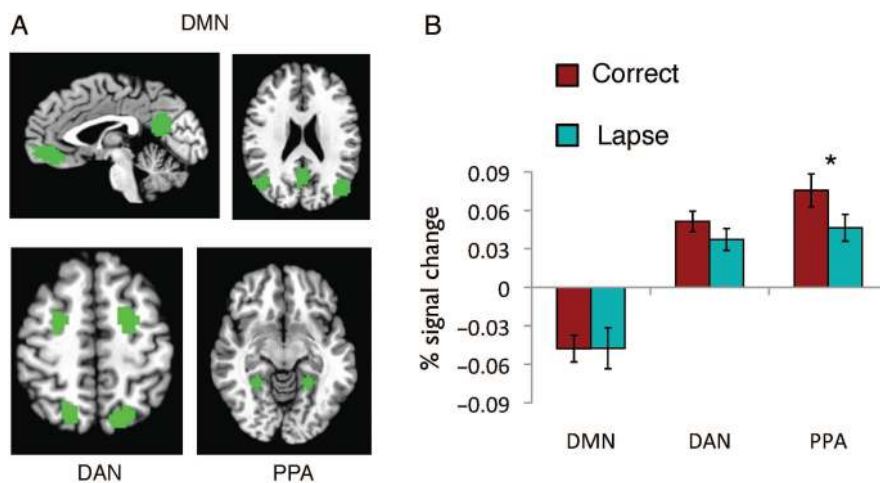 A
DMN
DAN
PPA
B
Correct
Lapse
% signal change
0.09
0.06
0.03
0
−0.03
−0.06
−0.09
*
DMN
DAN
PPA